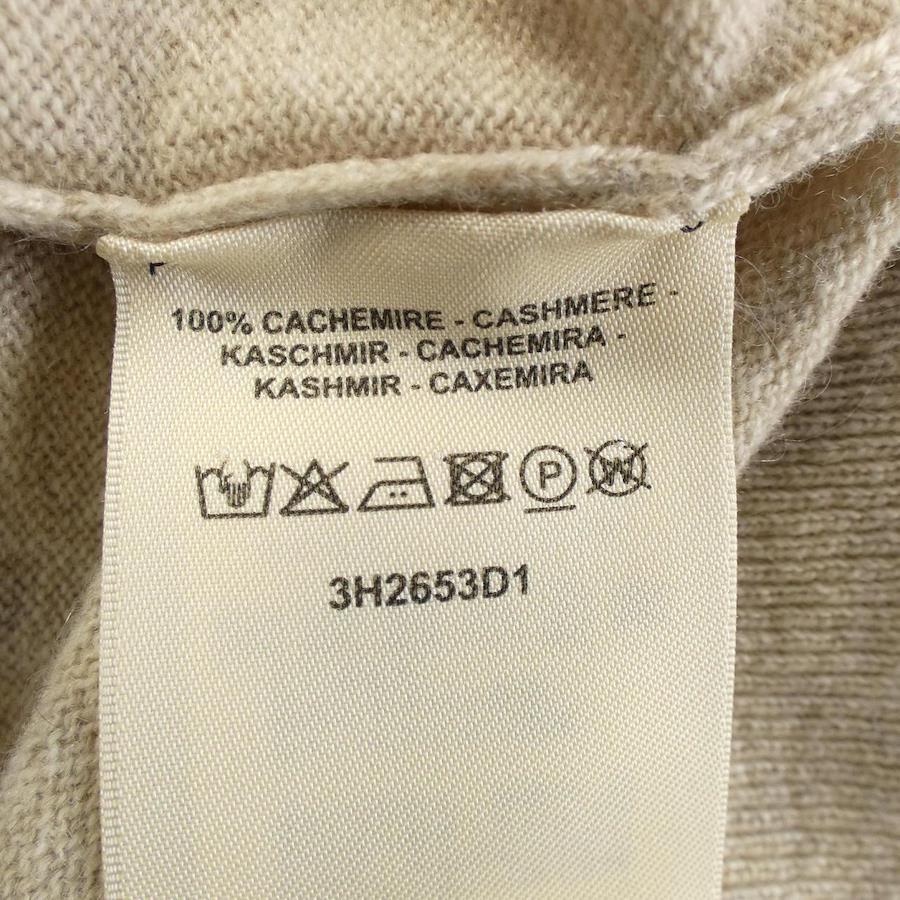 100% CACHEMIRE - CASHMERE -
KASCHMIR - CACHEMIRA -
KASHMIR - CAXEMIRA
P W
3H2653D1